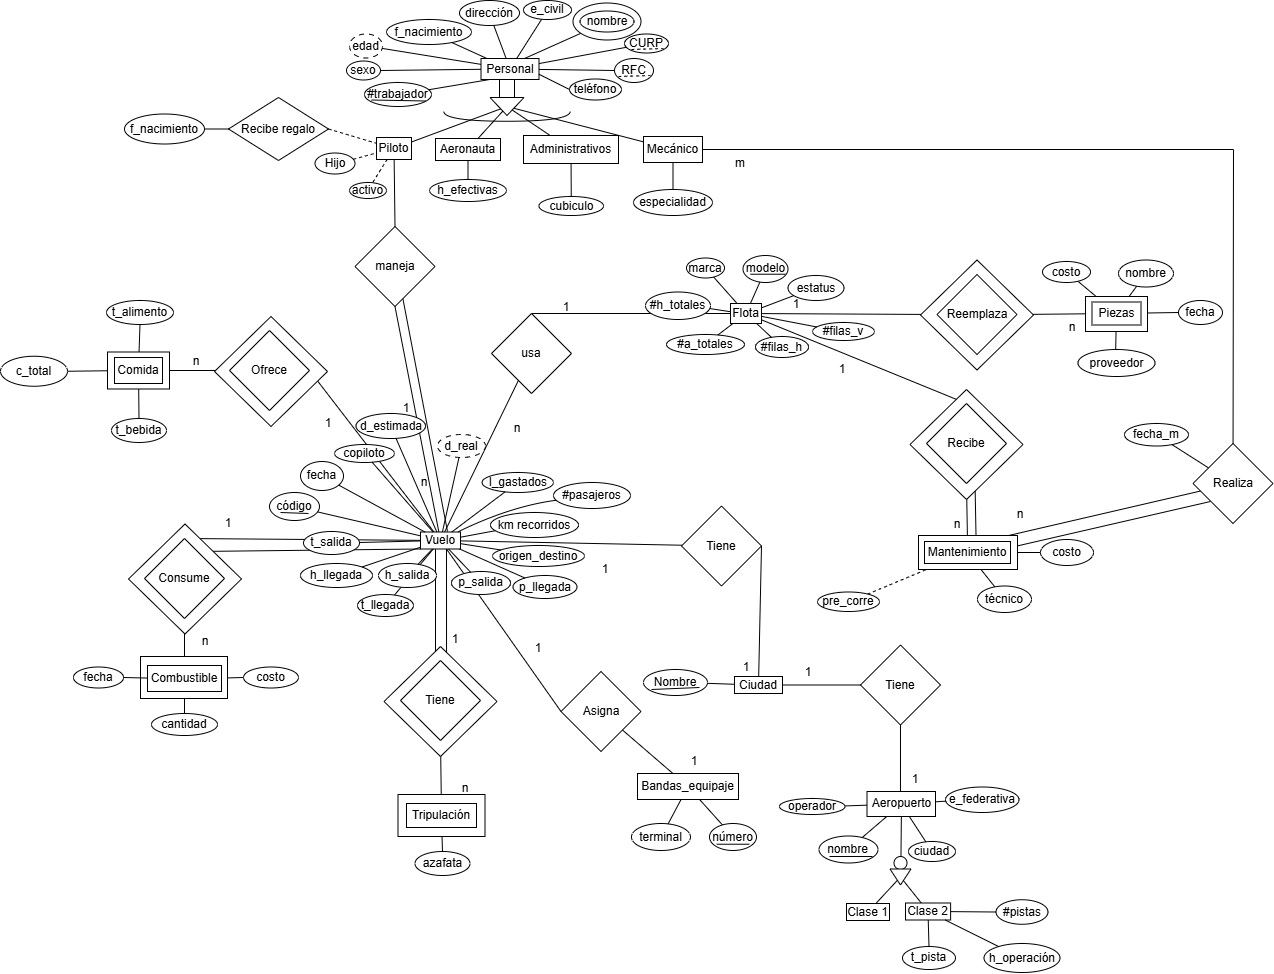 dirección
e_civil
nombre
f_nacimiento
edad
CURP
sexo
Personal
RFC
#trabajador
teléfono
f_nacimiento
Recibe regalo
Piloto
Aeronauta
Administrativos
Mecánico
m
Hijo
activo
h_efectivas
cubiculo
especialidad
maneja
marca
modelo
estatus
costo
nombre
#h_totales
1
Flota
1
Reemplaza
n
Piezas
fecha
t_alimento
#filas_v
#a_totales
#filas_h
usa
proveedor
c_total
Comida
n
Ofrece
1
t_bebida
1
1
d_estimada
n
d_real
copiloto
Recibe
fecha_m
fecha
n
l_gastados
#pasajeros
Realiza
código
1
km recorridos
n
n
t_salida
Vuelo
Tiene
Mantenimiento
costo
origen_destino
1
Consume
h_llegada
h_salida
p_salida
p_llegada
t_llegada
pre_corre
técnico
n
1
1
fecha
Combustible
costo
1
1
Nombre
Ciudad
Tiene
cantidad
Tiene
Asigna
1
1
n
Bandas_equipaje
Tripulación
operador
Aeropuerto
e_federativa
terminal
número
azafata
nombre
ciudad
Clase 1
Clase 2
#pistas
t_pista
h_operación